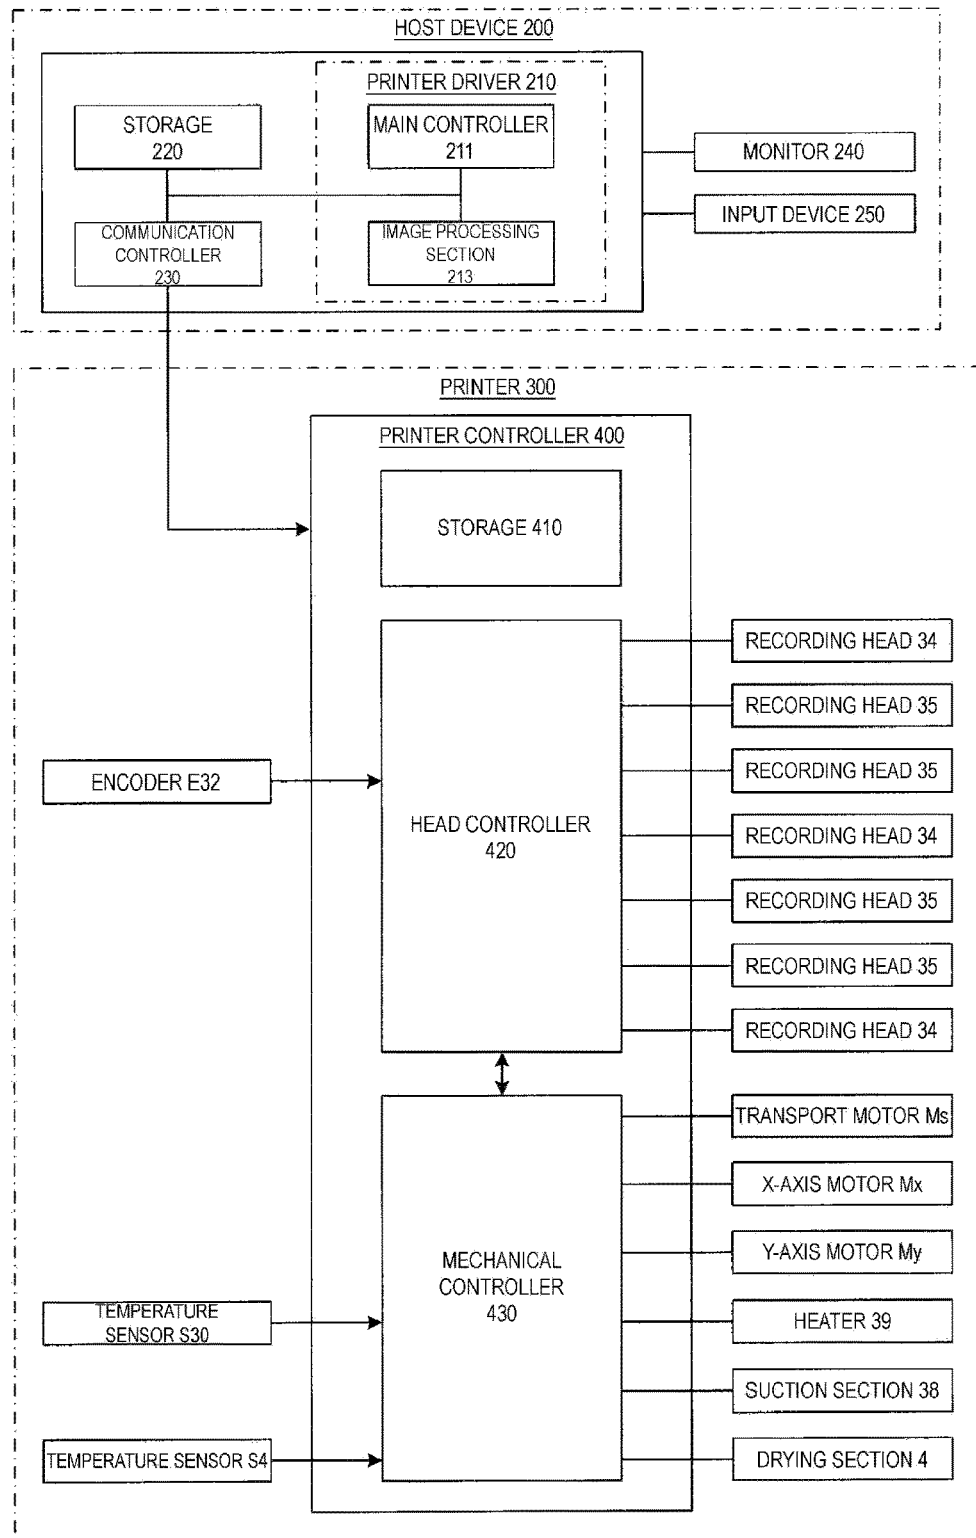 HOST DEVICE 200
PRINTER DRIVER 210
STORAGE
220
MAIN CONTROLLER
211
MONITOR 240
INPUT DEVICE 250
COMMUNICATION
CONTROLLER
230
IMAGE PROCESSING
SECTION
213
PRINTER 300
PRINTER CONTROLLER 400
STORAGE 410
RECORDING HEAD 34
RECORDING HEAD 35
ENCODER E32
RECORDING HEAD 35
HEAD CONTROLLER
420
RECORDING HEAD 34
RECORDING HEAD 35
RECORDING HEAD 35
RECORDING HEAD 34
TRANSPORT MOTOR Ms
X-AXIS MOTOR Mx
Y-AXIS MOTOR My
MECHANICAL
CONTROLLER
430
TEMPERATURE
SENSOR S30
HEATER 39
SUCTION SECTION 38
TEMPERATURE SENSOR S4
DRYING SECTION 4